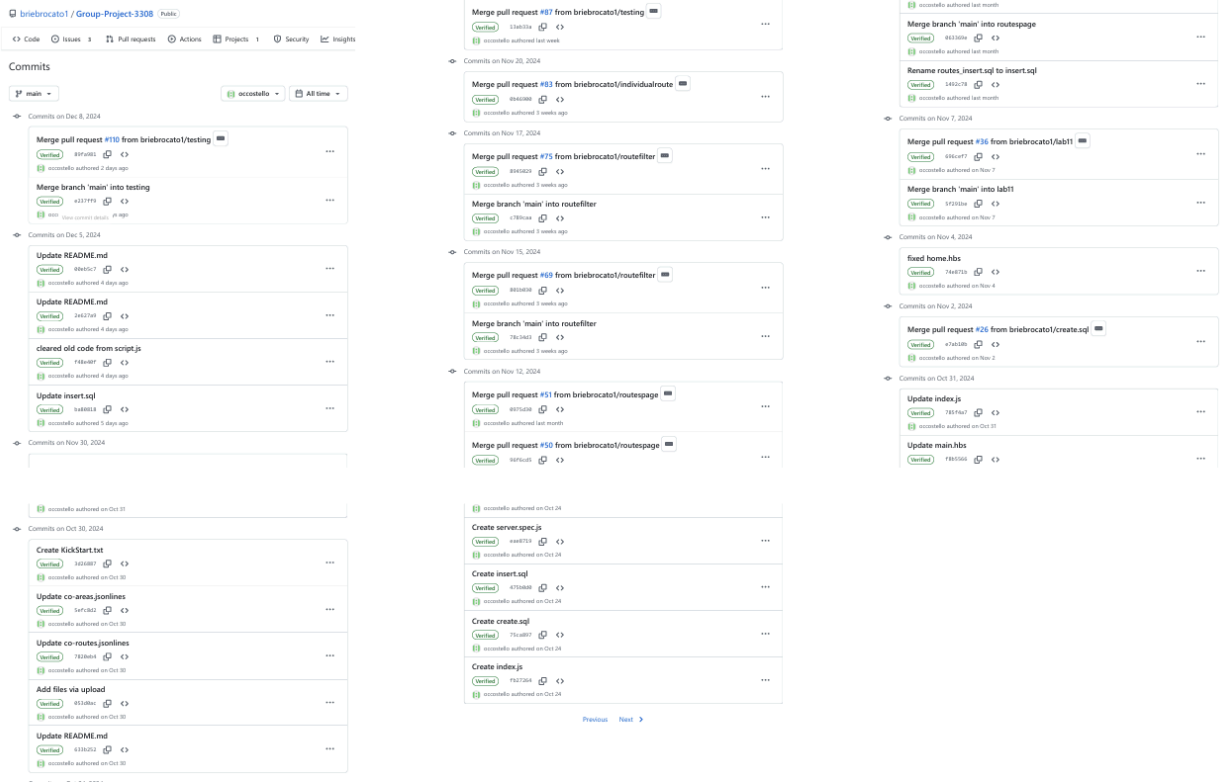 briebrocato1 / Group-Project-3308 Public
Code Issues 3 Pull requests Actions Projects 1 Security Insights
Commits
main occostello All time
Commits on Dec 8, 2024
Merge pull request #110 from briebrocato1/testing
Verified
occostello authored 2 days ago
Merge branch 'main' into testing
Verified e237ff9
View commit details
Commits on Dec 5, 2024
Update README.md
Verified
occostello authored 4 days ago
Update README.md
Verified 2e627a9
occostello authored 4 days ago
cleared old code from script.js
Verified
occostello authored 4 days ago
Update insert.sql
Verified
occostello authored 5 days ago
Commits on Nov 30, 2024
Merge pull request #87 from briebrocato1/testing
Verified
occostello authored last week
Commits on Nov 20, 2024
Merge pull request #83 from briebrocato1/individualroute
Verified
occostello authored 3 weeks ago
Commits on Nov 17, 2024
Merge pull request #75 from briebrocato1/routefilter
Verified
occostello authored 3 weeks ago
Merge branch 'main' into routefilter
Verified
occostello authored 3 weeks ago
Commits on Nov 15, 2024
Merge pull request #69 from briebrocato1/routefilter
Verified
occostello authored 3 weeks ago
Merge branch 'main' into routefilter
Verified 78c34d3
occostello authored 3 weeks ago
Commits on Nov 12, 2024
Merge pull request #51 from briebrocato1/routespage
Verified
occostello authored last month
Merge pull request #50 from briebrocato1/routespage
Verified
occostello authored last month
Merge branch 'main' into routespage
Verified
occostello authored last month
Rename routes_insert.sql to insert.sql
Verified 1492c78
occostello authored last month
Commits on Nov 7, 2024
Merge pull request #36 from briebrocato1/lab11
Verified 696cef7
occostello authored on Nov 7
Merge branch 'main' into lab11
Verified
occostello authored on Nov 7
Commits on Nov 4, 2024
fixed home.hbs
Verified
occostello authored on Nov 4
Commits on Nov 2, 2024
Merge pull request #26 from briebrocato1/create.sql
Verified
occostello authored on Nov 2
Commits on Oct 31, 2024
Update index.js
Verified
occostello authored on Oct 31
Update main.hbs
Verified
occostello authored on Oct 31
Commits on Oct 30, 2024
Create KickStart.txt
Verified
occostello authored on Oct 30
Update co-areas.jsonlines
Verified
occostello authored on Oct 30
Update co-routes.jsonlines
Verified
occostello authored on Oct 30
Add files via upload
Verified
occostello authored on Oct 30
Update README.md
Verified
occostello authored on Oct 30
occostello authored on Oct 24
Create server.spec.js
Verified
occostello authored on Oct 24
Create insert.sql
Verified
occostello authored on Oct 24
Create create.sql
Verified
occostello authored on Oct 24
Create index.js
Verified
occostello authored on Oct 24
Previous Next